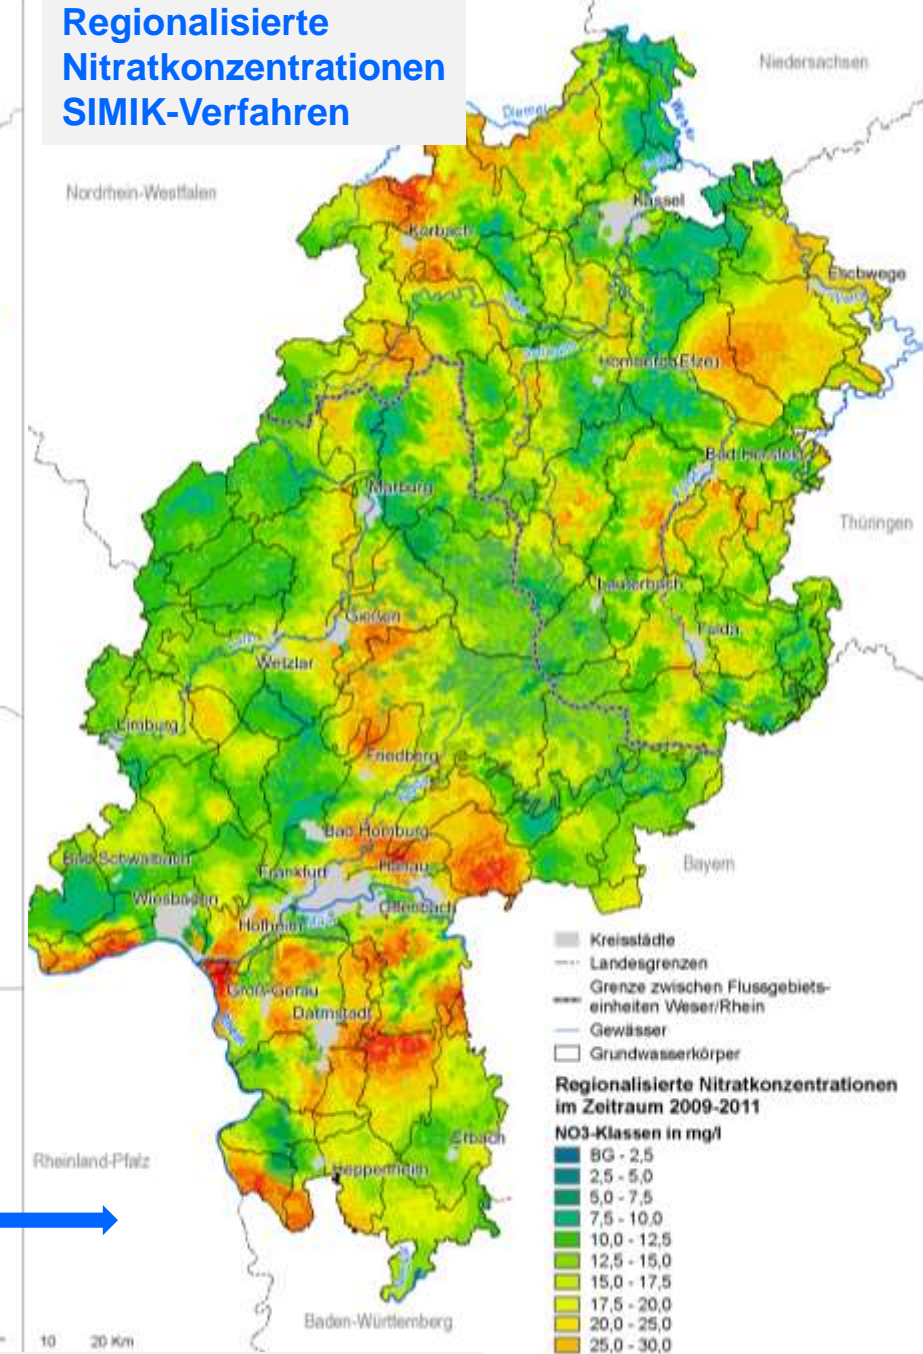 Regionalisierte
Nitratkonzentrationen
SIMIK-Verfahren
Niedersachsen
Diemel
Weser
Nordrhein-Westfalen
Kassel
Korbach
Eschwege
Werra
Homberg (Efze)
Bad Hersfeld
Marburg
Thüringen
Lauterbach
Gießen
Fulda
Wetzlar
Limburg
Friedberg
Bad Homburg
Bad Schwalbach
Hanau
Frankfurt
Bayern
Wiesbaden
Offenbach
Hofheim
Main
Groß-Gerau
Darmstadt
Rhein
Erbach
Rheinland-Pfalz
Heppenheim
Baden-Württemberg
10 20 Km
Kreisstädte
Landesgrenzen
Grenze zwischen Flussgebiets-
einheiten Weser/Rhein
Gewässer
Grundwasserkörper
Regionalisierte Nitratkonzentrationen
im Zeitraum 2009-2011
NO3-Klassen in mg/l
BG - 2,5
2,5 - 5,0
5,0 - 7,5
7,5 - 10,0
10,0 - 12,5
12,5 - 15,0
15,0 - 17,5
17,5 - 20,0
20,0 - 25,0
25,0 - 30,0